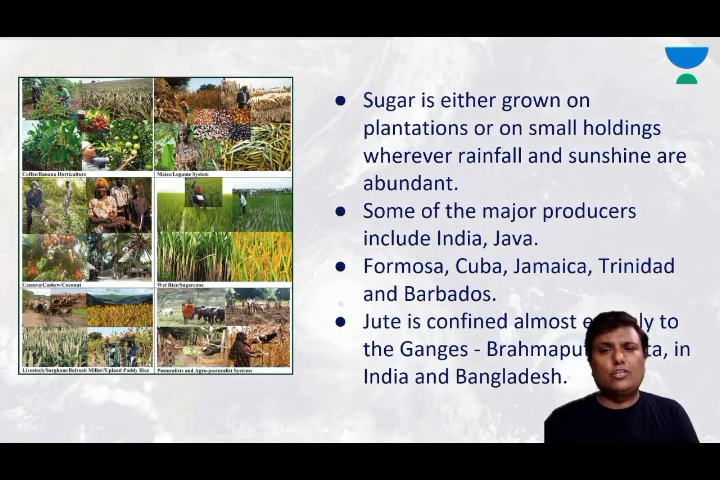 ● Sugar is either grown on
plantations or on small holdings
wherever rainfall and sunshine are
abundant.
● Some of the major producers
include India, Java.
● Formosa, Cuba, Jamaica, Trinidad
and Barbados.
● Jute is confined almost to
the Ganges - in
India and Bangladesh.
Coffee/Banana Horticulture
Maize/Legume System
Cassava/Cashew/Coconut
Wet Rice/Sugarcane
Livestock/Sorghum/Bulrush Millet/Upland Paddy Rice
Pastoralists and Agro-pastoralist Systems